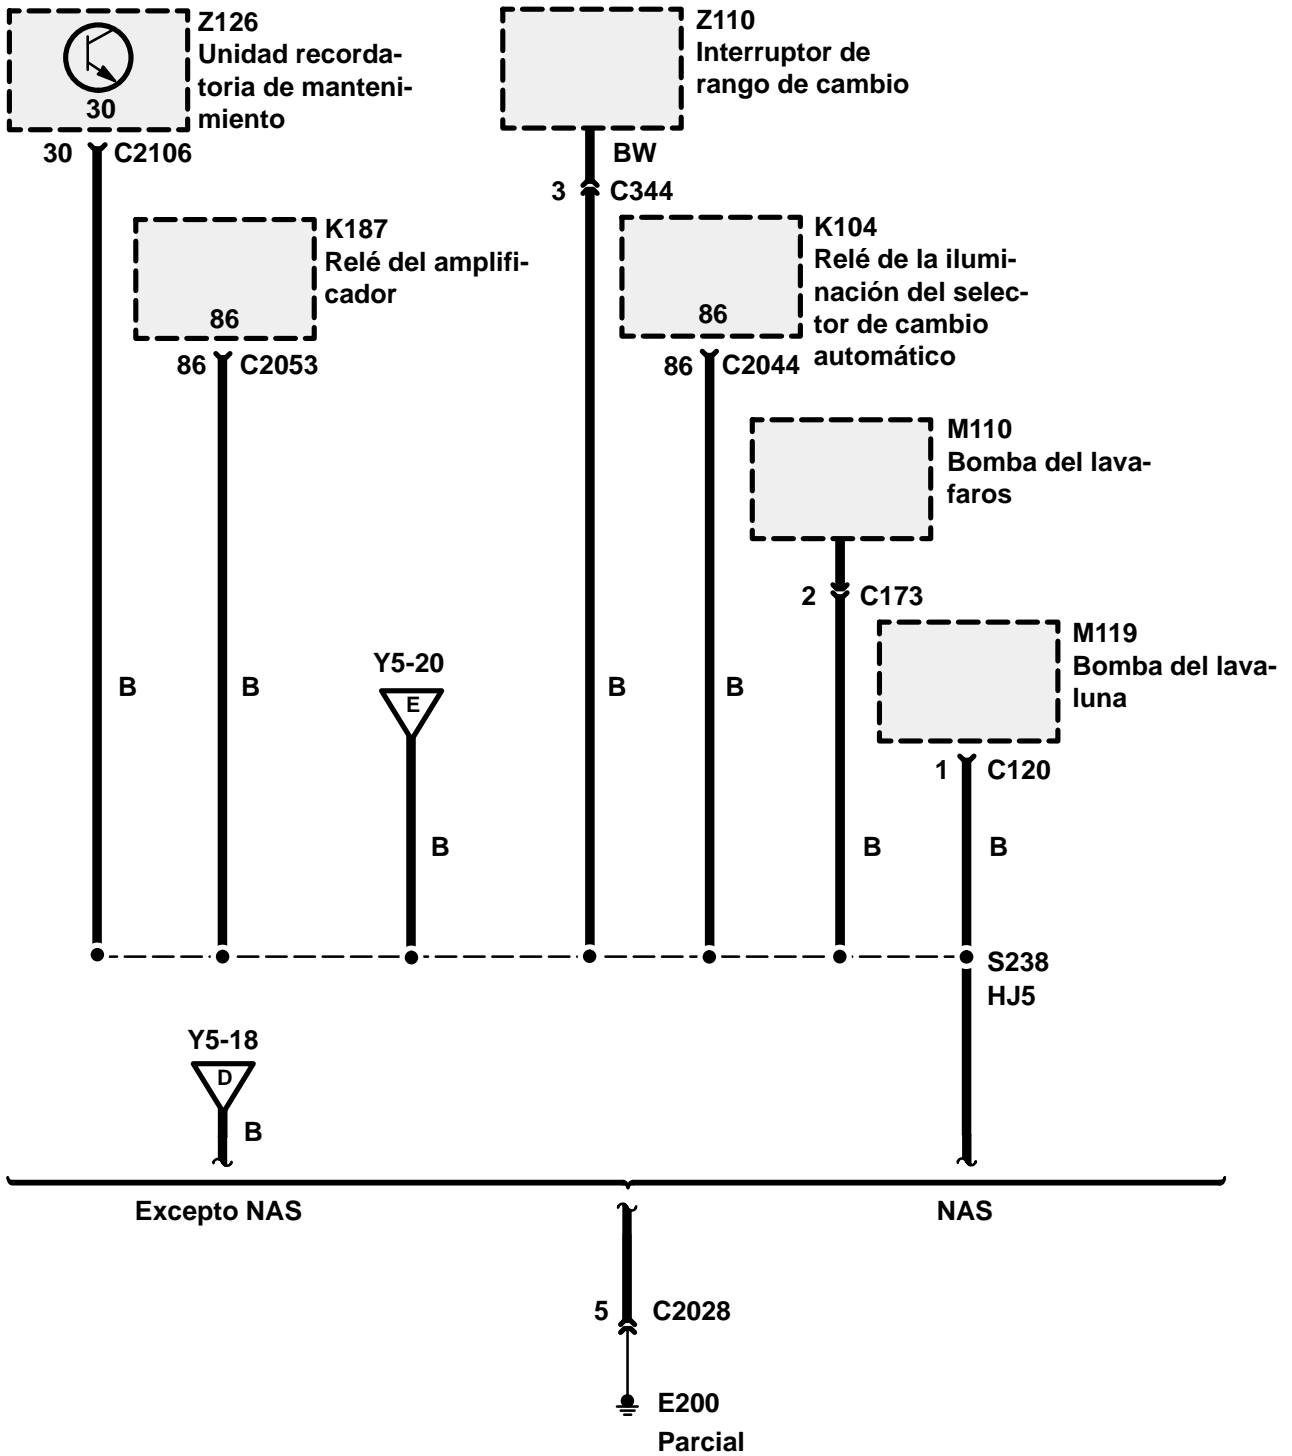 Z126
Unidad recorda-
toria de manteni-
miento
30
30 C2106
Z110
Interruptor de
rango de cambio
BW
3 C344
K187
Relé del amplifi-
cador
86
86 C2053
K104
Relé de la ilumi-
nación del selec-
tor de cambio
automático
86
86 C2044
M110
Bomba del lava-
faros
2 C173
M119
Bomba del lava-
luna
1 C120
Y5-20
E
B
B
B
B
B
B
B
S238
HJ5
Y5-18
D
B
Excepto NAS
NAS
5 C2028
E200
Parcial